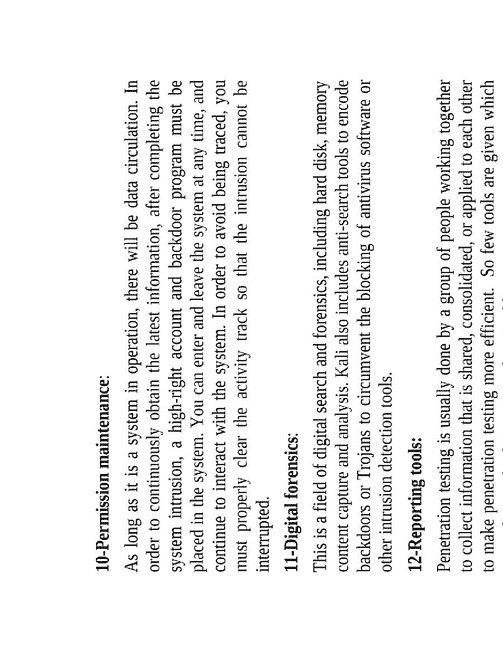 10-Permission maintenance:
As long as it is a system in operation, there will be data circulation. In
order to continuously obtain the latest information, after completing the
system intrusion, a high-right account and backdoor program must be
placed in the system. You can enter and leave the system at any time, and
continue to interact with the system. In order to avoid being traced, you
must properly clear the activity track so that the intrusion cannot be
interrupted.
11-Digital forensics:
This is a field of digital search and forensics, including hard disk, memory
content capture and analysis. Kali also includes anti-search tools to encode
backdoors or Trojans to circumvent the blocking of antivirus software or
other intrusion detection tools.
12-Reporting tools:
Penetration testing is usually done by a group of people working together
to collect information that is shared, consolidated, or applied to each other
to make penetration testing more efficient. So few tools are given which